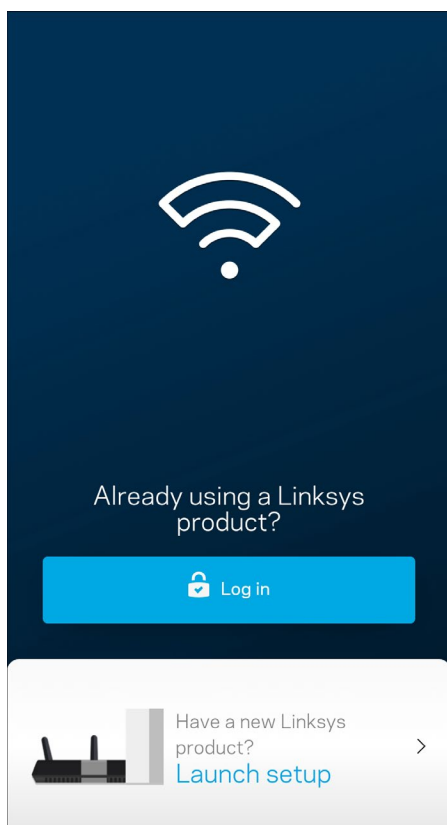 Already using a Linksys
product?
Log in
Have a new Linksys
product?
Launch setup